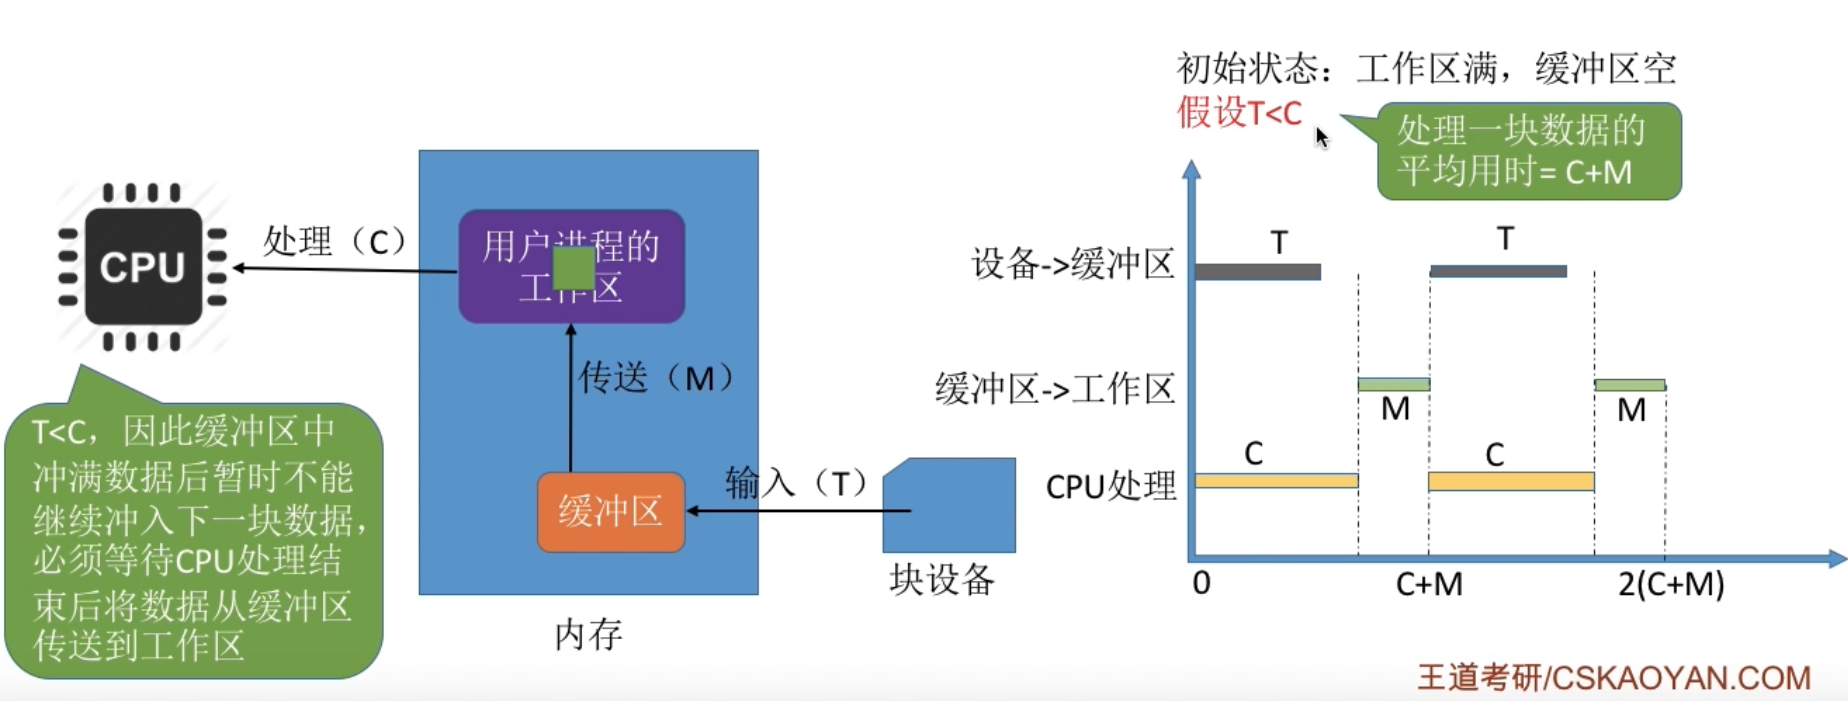 初始状态：工作区满，缓冲区空
假设T<C
处理一块数据的
平均用时= C+M
CPU
处理（C）
用户进程的
工作区
传送（M）
缓冲区
输入（T）
块设备
内存
T<C，因此缓冲区中
冲满数据后暂时不能
继续冲入下一块数据，
必须等待CPU处理结
束后将数据从缓冲区
传送到工作区
设备->缓冲区
T
T
缓冲区->工作区
M
M
CPU处理
C
C
0
C+M
2(C+M)
王道考研/CSKAOYAN.COM